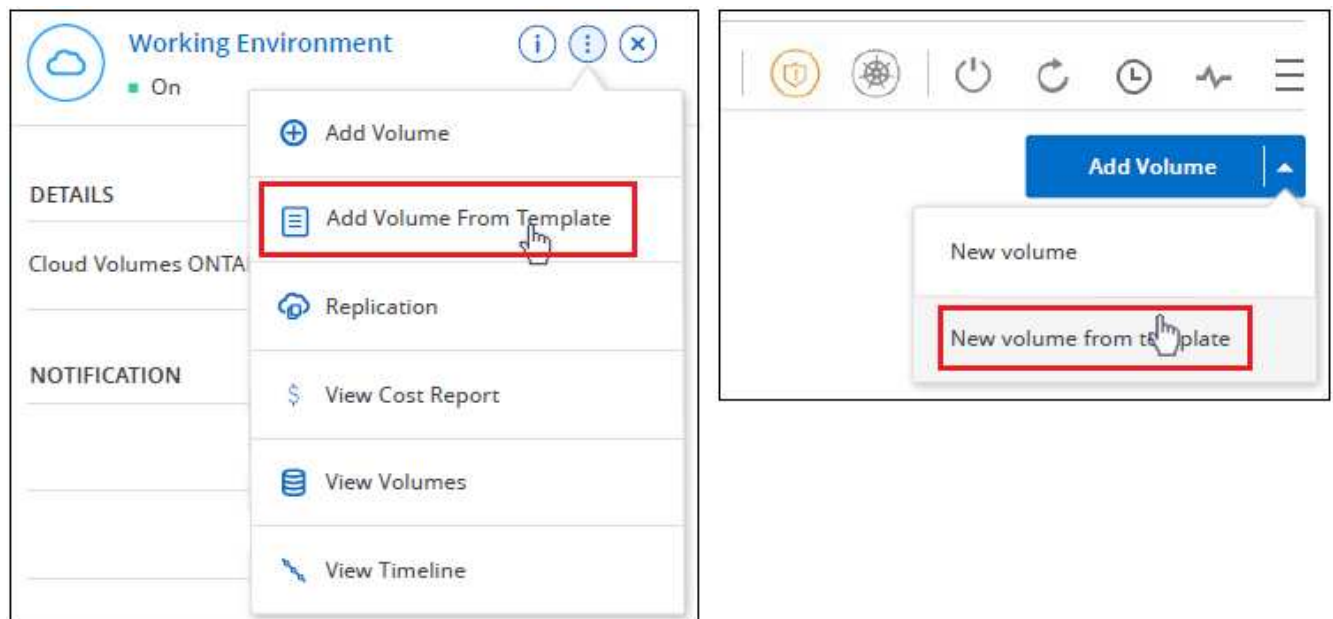 Working Environment
On
Add Volume
DETAILS
Add Volume From Template
Cloud Volumes ONTA
Replication
NOTIFICATION
View Cost Report
View Volumes
View Timeline
Add Volume
New volume
New volume from template